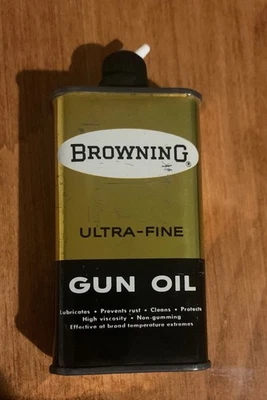 BROWNING®
ULTRA-FINE
GUN OIL
Lubricates • Prevents rust • Cleans • Protects
High viscosity • Non-gumming
Effective at broad temperature extremes